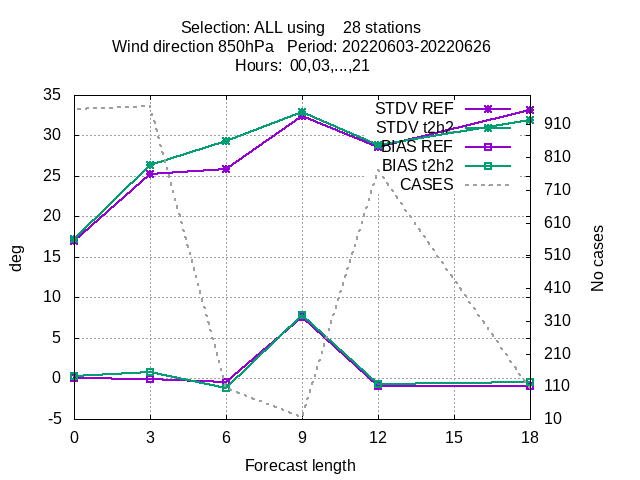 Selection: ALL using    28 stations
Wind direction 850hPa   Period: 20220603-20220626
Hours:  00,03,...,21
35
30
25
20
15
10
5
0
-5
deg
STDV REF
STDV t2h2
BIAS REF
BIAS t2h2
CASES
910
810
710
610
510
410
310
210
110
10
No cases
0 3 6 9 12 15 18
Forecast length